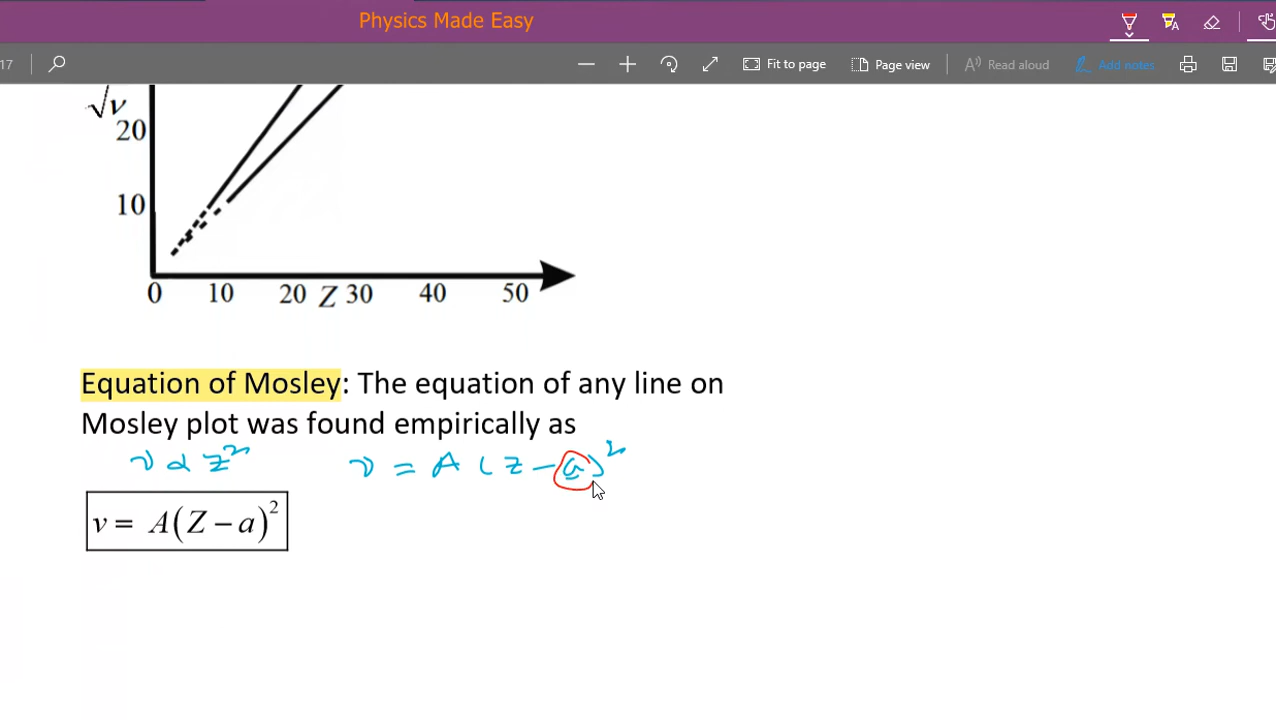 Physics Made Easy
17
Fit to page
Page view
Read aloud
Add notes
√ν
20
10
0 10 20 Z 30 40 50
Equation of Mosley: The equation of any line on
Mosley plot was found empirically as
ν ∝ Z² ν = A (Z − a)²
v = A(Z − a)²